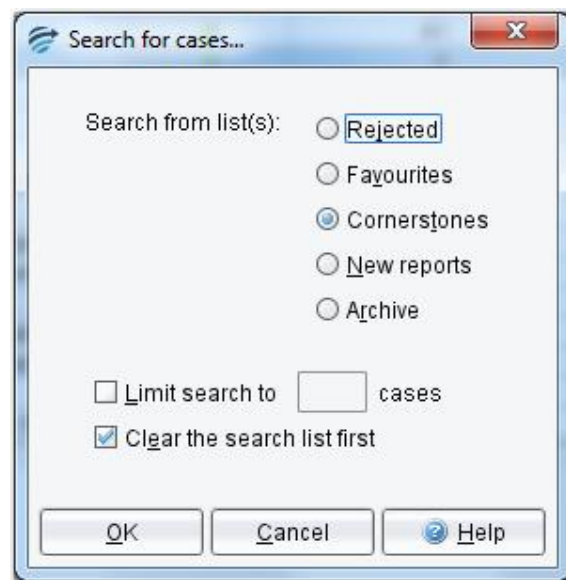 Search for cases...
x
Search from list(s):
Rejected
Favourites
Cornerstones
New reports
Archive
Limit search to cases
Clear the search list first
OK Cancel ? Help